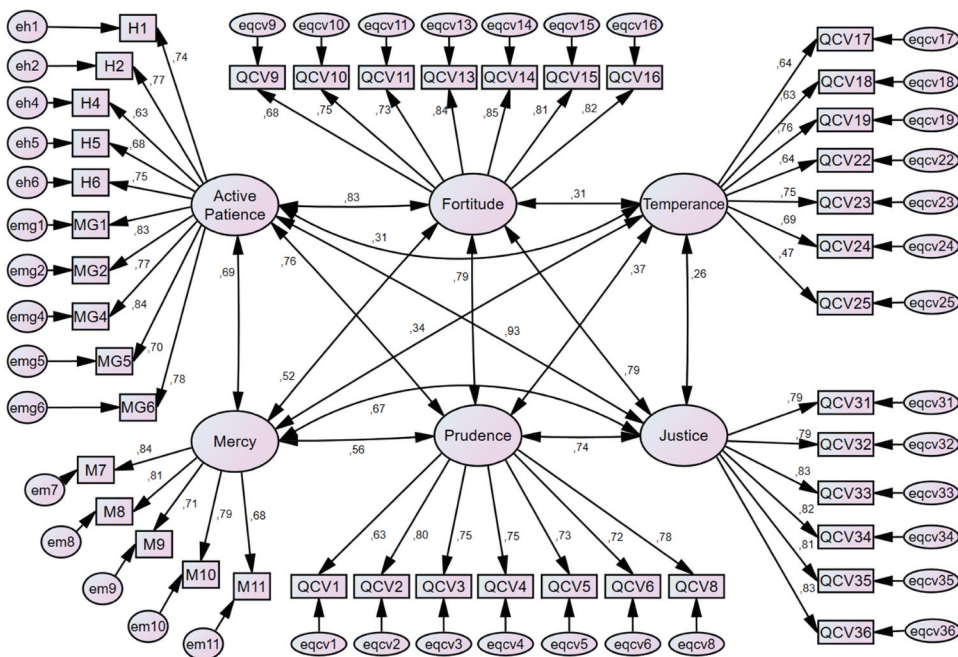 eh1 H1 ,74
eh2 H2 ,77
eh4 H4 ,63
eh5 H5 ,68
eh6 H6 ,75
emg1 MG1 ,83
emg2 MG2 ,77
emg4 MG4 ,84
emg5 MG5 ,70
emg6 MG6 ,78
eqcv9 eqcv10 eqcv11 eqcv13 eqcv14 eqcv15 eqcv16
QCV9 QCV10 QCV11 QCV13 QCV14 QCV15 QCV16
,68 ,75 ,73 ,84 ,85 ,81 ,82
QCV17 eqcv17
,64
QCV18 eqcv18
,63
QCV19 eqcv19
,76
QCV22 eqcv22
,64
QCV23 eqcv23
,75
QCV24 eqcv24
,69
QCV25 eqcv25
,47
Active
Patience
Fortitude
Temperance
,83 ,31
,31
,69 ,76 ,79 ,37 ,26
,34 ,93
,52 ,79
,67
Mercy
Prudence
Justice
,56 ,74
em7 M7 ,84
em8 M8 ,81
em9 M9 ,71
em10 M10 ,79
em11 M11 ,68
,63 ,80 ,75 ,75 ,73 ,72 ,78
QCV1 QCV2 QCV3 QCV4 QCV5 QCV6 QCV8
eqcv1 eqcv2 eqcv3 eqcv4 eqcv5 eqcv6 eqcv8
,79 QCV31 eqcv31
,79 QCV32 eqcv32
,83 QCV33 eqcv33
,82 QCV34 eqcv34
,81 QCV35 eqcv35
,83 QCV36 eqcv36